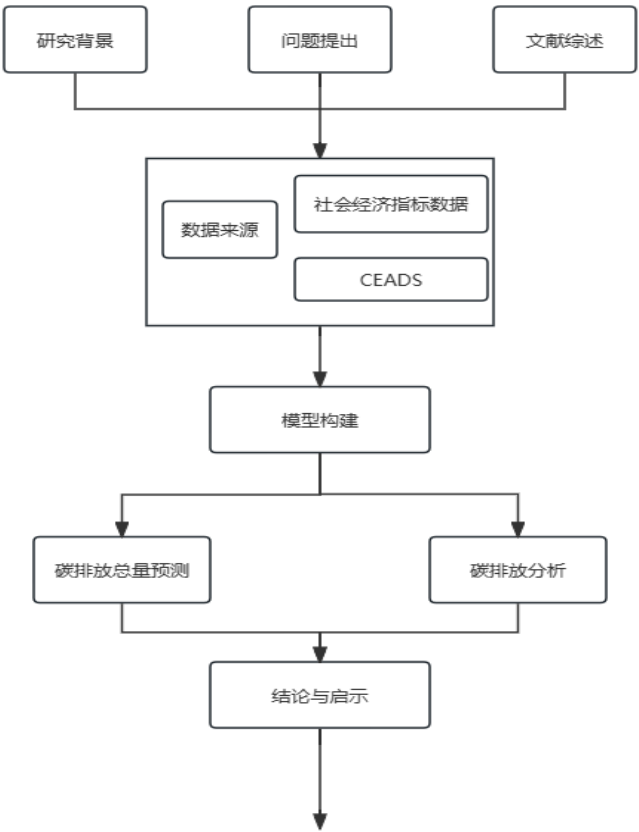 研究背景
问题提出
文献综述
数据来源
社会经济指标数据
CEADS
模型构建
碳排放总量预测
碳排放分析
结论与启示